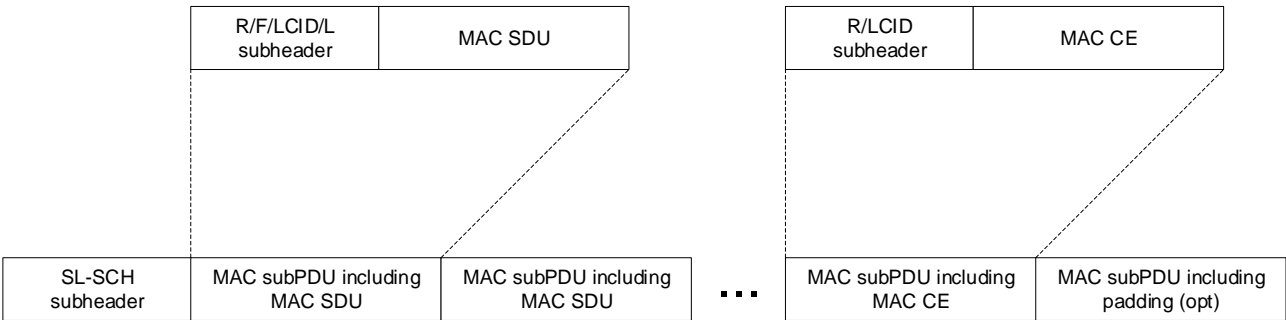 R/F/LCID/L
subheader
MAC SDU
R/LCID
subheader
MAC CE
SL-SCH
subheader
MAC subPDU including
MAC SDU
MAC subPDU including
MAC SDU
...
MAC subPDU including
MAC CE
MAC subPDU including
padding (opt)